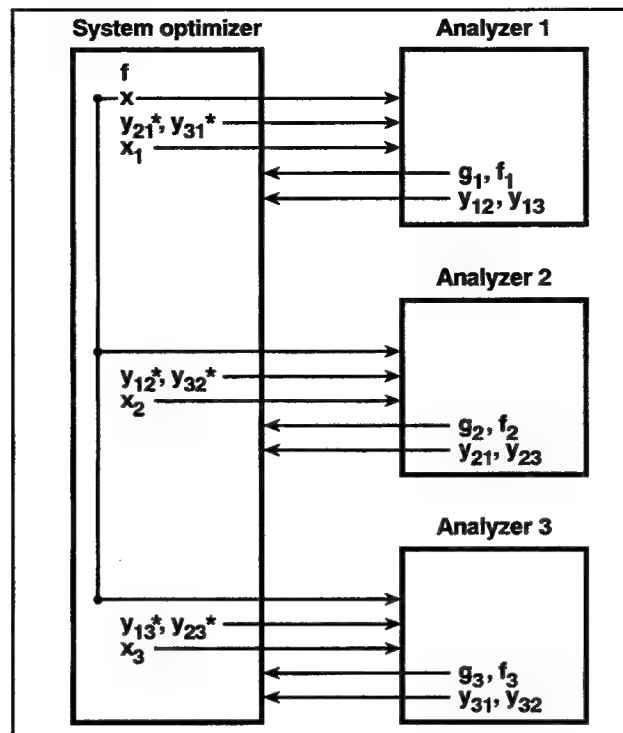 System optimizer
Analyzer 1
f
x
y21*, y31*
x1
g1, f1
y12, y13
Analyzer 2
y12*, y32*
x2
g2, f2
y21, y23
Analyzer 3
y13*, y23*
x3
g3, f3
y31, y32